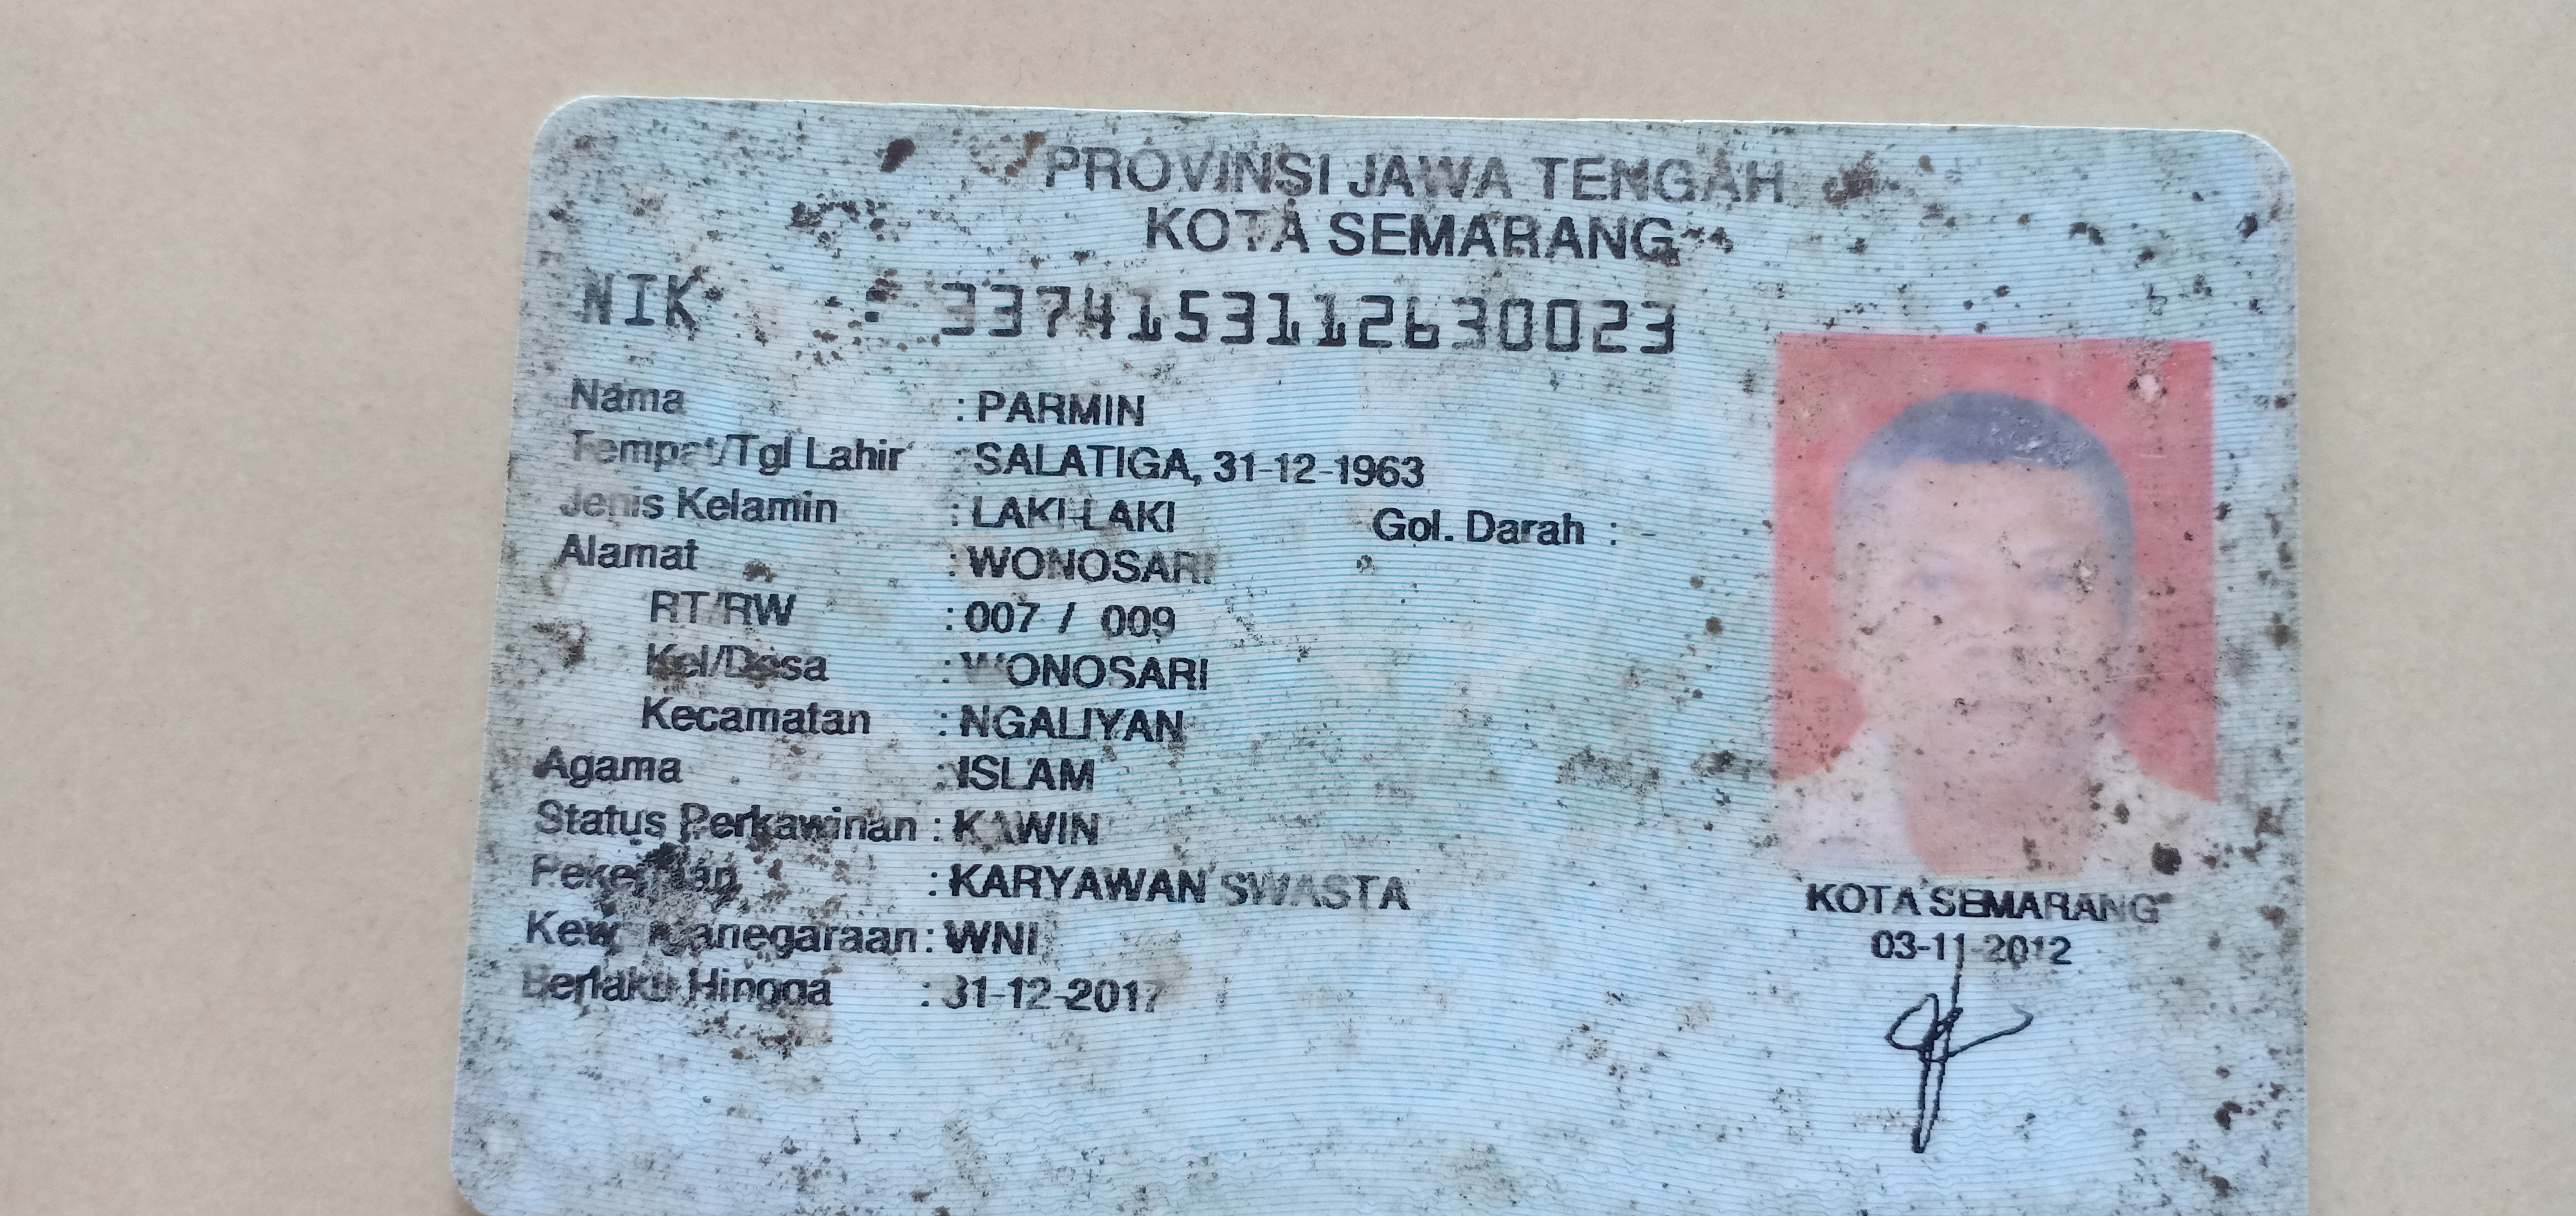 PROVINSI JAWA TENGAH
KOTA SEMARANG
NIK : 3374153112630023
Nama : PARMIN
Tempat/Tgl Lahir : SALATIGA, 31-12-1963
Jenis Kelamin : LAKI-LAKI Gol. Darah : -
Alamat : WONOSARI
RT/RW : 007 / 009
Kel/Desa : WONOSARI
Kecamatan : NGALIYAN
Agama : ISLAM
Status Perkawinan : KAWIN
Pekerjaan : KARYAWAN SWASTA
Kewarganegaraan : WNI
Berlaku Hingga : 31-12-2017
KOTA SEMARANG
03-11-2012